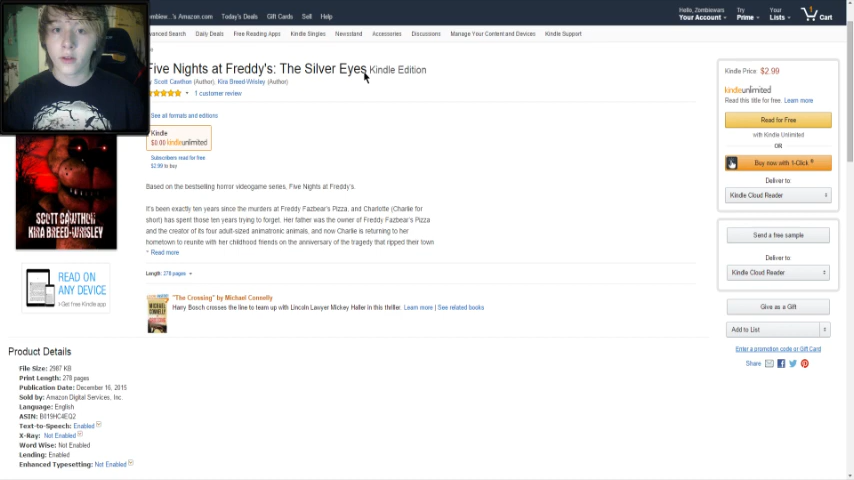 Zombiew..'s Amazon.com Today's Deals Gift Cards Sell Help
Hello, Zombiewars
Your Account
Try
Prime
Your
Lists
1
Cart
Advanced Search Daily Deals Free Reading Apps Kindle Singles Newsstand Accessories Discussions Manage Your Content and Devices Kindle Support
Five Nights at Freddy's: The Silver Eyes Kindle Edition
by Scott Cawthon (Author), Kira Breed-Wrisley (Author)
1 customer review
See all formats and editions
Kindle
$0.00 kindleunlimited
Subscribers read for free
$2.99 to buy
Based on the bestselling horror videogame series, Five Nights at Freddy's.
It's been exactly ten years since the murders at Freddy Fazbear's Pizza, and Charlotte (Charlie for
short) has spent those ten years trying to forget. Her father was the owner of Freddy Fazbear's Pizza
and the creator of its four adult-sized animatronic animals, and now Charlie is returning to her
hometown to reunite with her childhood friends on the anniversary of the tragedy that ripped their town
Read more
Length: 278 pages
"The Crossing" by Michael Connelly
Harry Bosch crosses the line to team up with Lincoln Lawyer Mickey Haller in this thriller. Learn more | See related books
SCOTT CAWTHON
KIRA BREED-WRISLEY
READ ON
ANY DEVICE
Get free Kindle app
Product Details
File Size: 2987 KB
Print Length: 278 pages
Publication Date: December 16, 2015
Sold by: Amazon Digital Services, Inc.
Language: English
ASIN: B019HC4EQ2
Text-to-Speech: Enabled
X-Ray: Not Enabled
Word Wise: Not Enabled
Lending: Enabled
Enhanced Typesetting: Not Enabled
Kindle Price: $2.99
kindleunlimited
Read this title for free. Learn more
Read for Free
with Kindle Unlimited
OR
Buy now with 1-Click ®
Deliver to:
Kindle Cloud Reader
Send a free sample
Deliver to:
Kindle Cloud Reader
Give as a Gift
Add to List
Enter a promotion code or Gift Card
Share